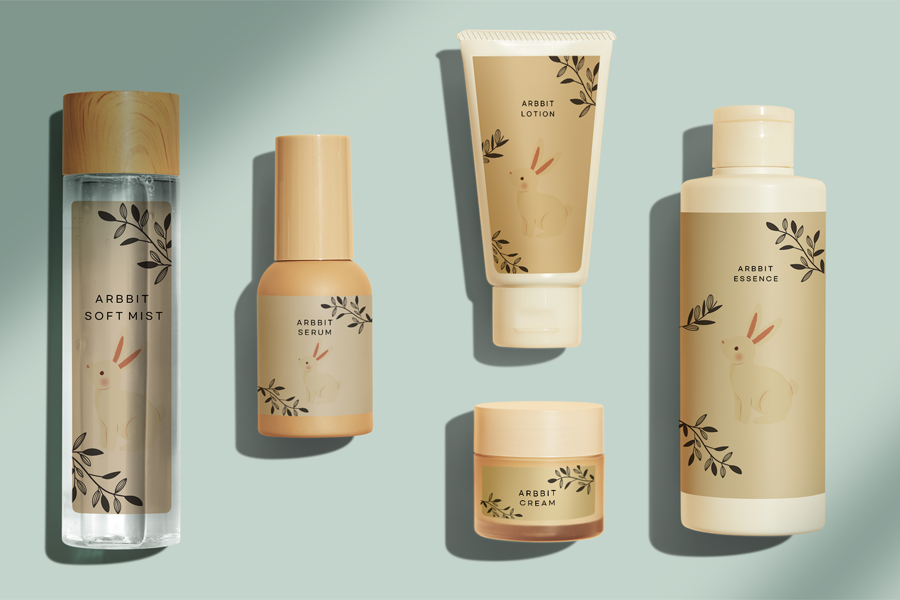 ARBBIT
SOFT MIST
ARBBIT
SERUM
ARBBIT
LOTION
ARBBIT
CREAM
ARBBIT
ESSENCE